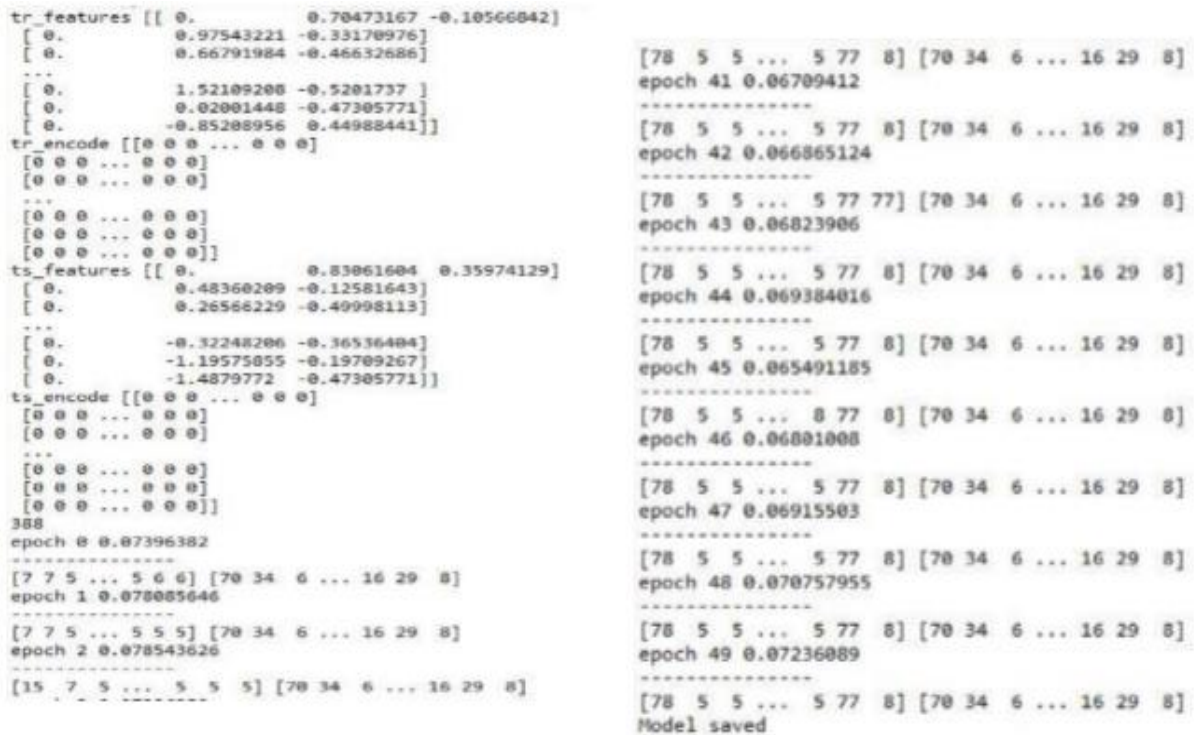 tr_features [[ 0. 0.70473167 -0.10566842]
[ 0. 0.97543221 -0.33170976]
[ 0. 0.66791984 -0.46632686]
...
[ 0. 1.52109208 -0.5201737 ]
[ 0. 0.02001448 -0.47305771]
[ 0. -0.85208956 0.44988441]]
tr_encode [[0 0 0 ... 0 0 0]
[0 0 0 ... 0 0 0]
[0 0 0 ... 0 0 0]
...
[0 0 0 ... 0 0 0]
[0 0 0 ... 0 0 0]
[0 0 0 ... 0 0 0]]
ts_features [[ 0. 0.83061604 0.35974129]
[ 0. 0.48360209 -0.12581643]
[ 0. 0.26566229 -0.49998113]
...
[ 0. -0.32248206 -0.36536404]
[ 0. -1.19575855 -0.19709267]
[ 0. -1.4879772 -0.47305771]]
ts_encode [[0 0 0 ... 0 0 0]
[0 0 0 ... 0 0 0]
[0 0 0 ... 0 0 0]
...
[0 0 0 ... 0 0 0]
[0 0 0 ... 0 0 0]
[0 0 0 ... 0 0 0]]
388
epoch 0 0.07396382
---------------
[7 7 5 ... 5 6 6] [70 34 6 ... 16 29 8]
epoch 1 0.078085646
---------------
[7 7 5 ... 5 5 5] [70 34 6 ... 16 29 8]
epoch 2 0.078543626
---------------
[15 7 5 ... 5 5 5] [70 34 6 ... 16 29 8]
[78 5 5 ... 5 77 8] [70 34 6 ... 16 29 8]
epoch 41 0.06709412
---------------
[78 5 5 ... 5 77 8] [70 34 6 ... 16 29 8]
epoch 42 0.066865124
---------------
[78 5 5 ... 5 77 77] [70 34 6 ... 16 29 8]
epoch 43 0.06823906
---------------
[78 5 5 ... 5 77 8] [70 34 6 ... 16 29 8]
epoch 44 0.069384016
---------------
[78 5 5 ... 5 77 8] [70 34 6 ... 16 29 8]
epoch 45 0.065491185
---------------
[78 5 5 ... 8 77 8] [70 34 6 ... 16 29 8]
epoch 46 0.06801008
---------------
[78 5 5 ... 5 77 8] [70 34 6 ... 16 29 8]
epoch 47 0.06915503
---------------
[78 5 5 ... 5 77 8] [70 34 6 ... 16 29 8]
epoch 48 0.070757955
---------------
[78 5 5 ... 5 77 8] [70 34 6 ... 16 29 8]
epoch 49 0.07236089
---------------
[78 5 5 ... 5 77 8] [70 34 6 ... 16 29 8]
Model saved